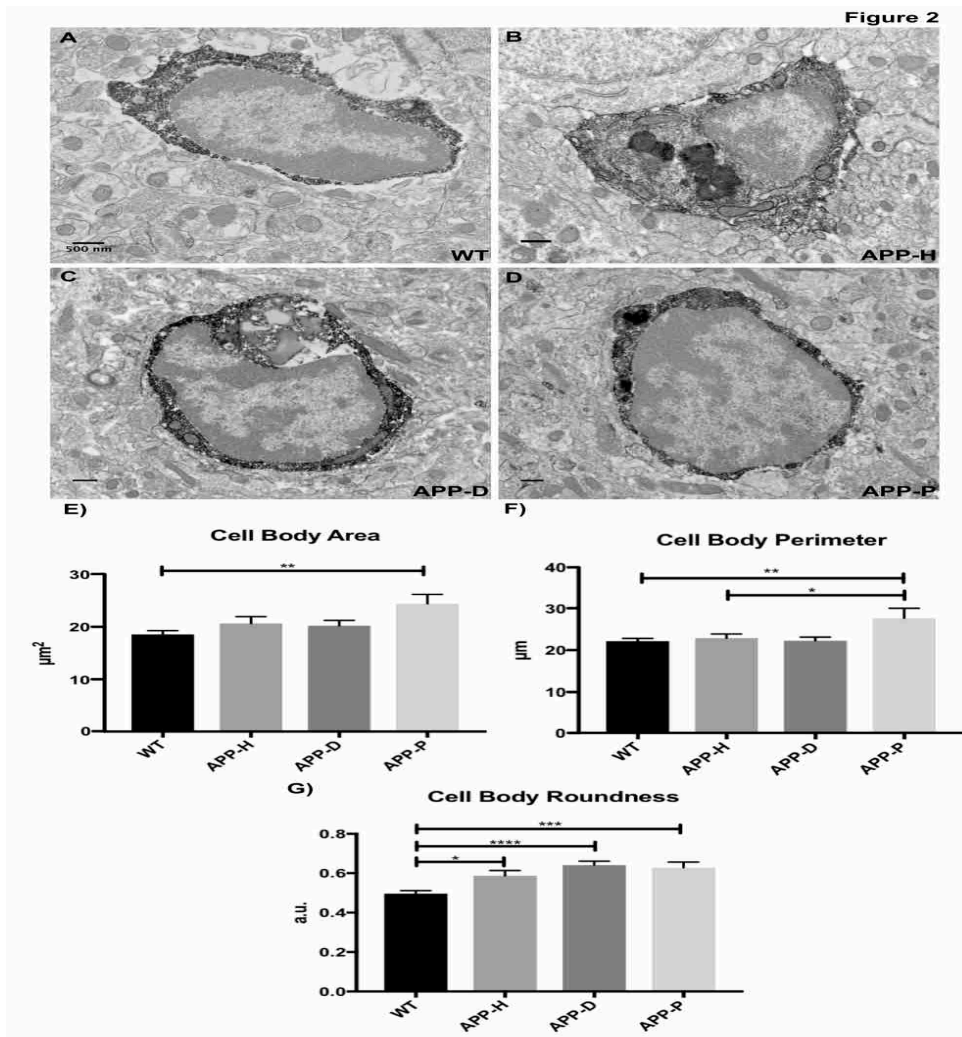 Figure 2
A
B
500 nm
WT
APP-H
C
D
APP-D
APP-P
E)
Cell Body Area
**
30
20
10
0
µm²
WT
APP-H
APP-D
APP-P
F)
Cell Body Perimeter
**
*
40
30
20
10
0
µm
WT
APP-H
APP-D
APP-P
G)
Cell Body Roundness
***
****
*
0.8
0.6
0.4
0.2
0.0
a.u.
WT
APP-H
APP-D
APP-P